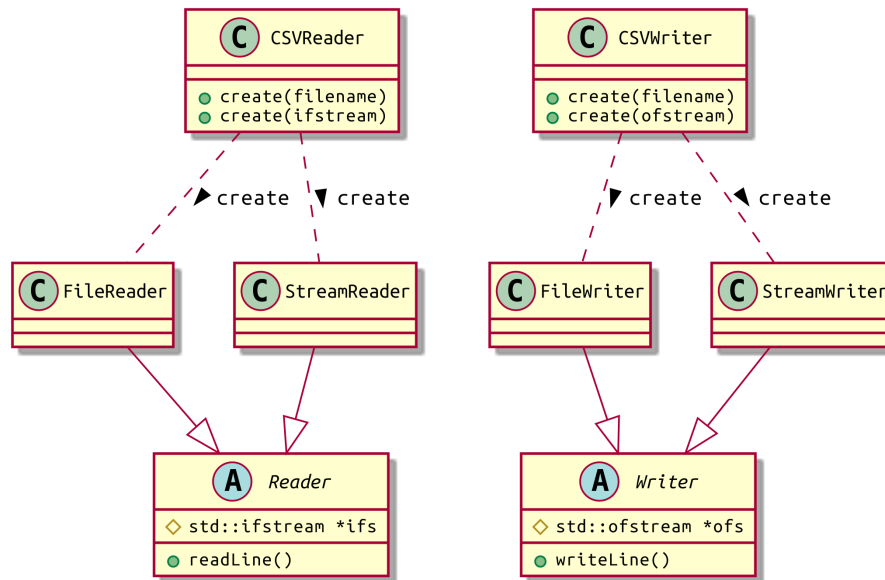 C CSVReader
create(filename)
create(ifstream)
C CSVWriter
create(filename)
create(ofstream)
create
create
create
create
C FileReader
C StreamReader
C FileWriter
C StreamWriter
A Reader
std::ifstream *ifs
readLine()
A Writer
std::ofstream *ofs
writeLine()